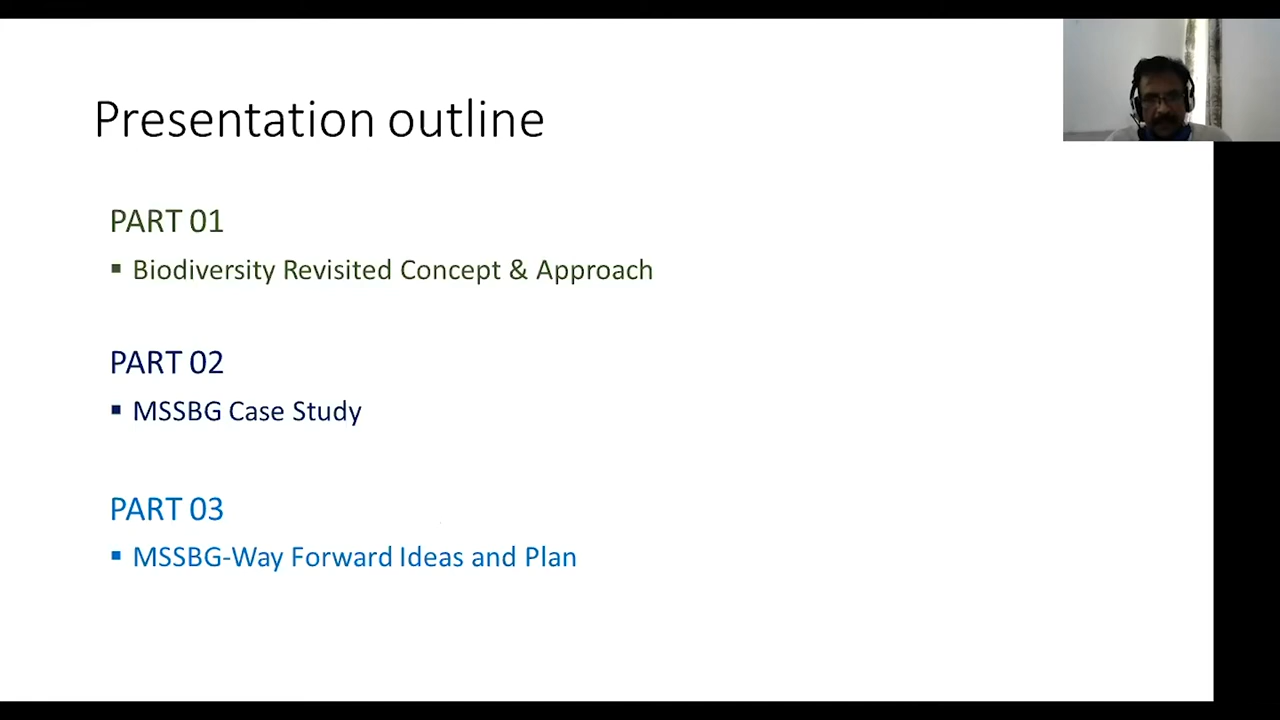 Presentation outline
PART 01
▪ Biodiversity Revisited Concept & Approach
PART 02
▪ MSSBG Case Study
PART 03
▪ MSSBG-Way Forward Ideas and Plan